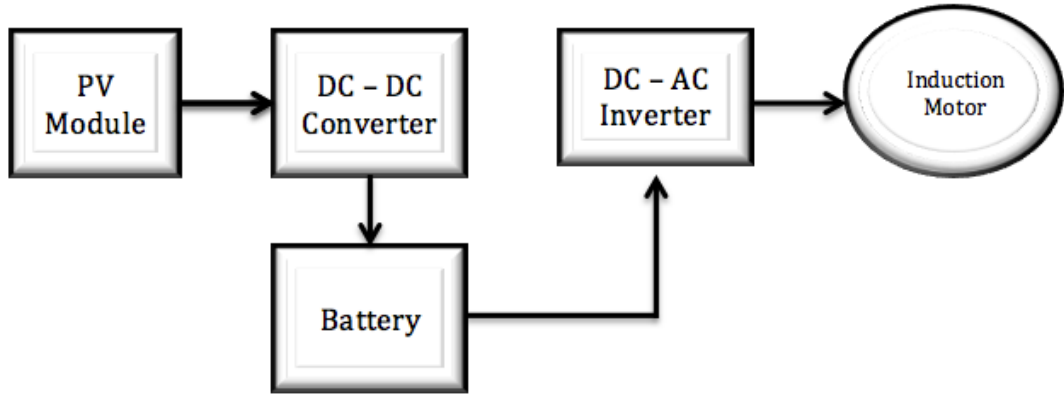 PV
Module
DC – DC
Converter
DC – AC
Inverter
Induction
Motor
Battery